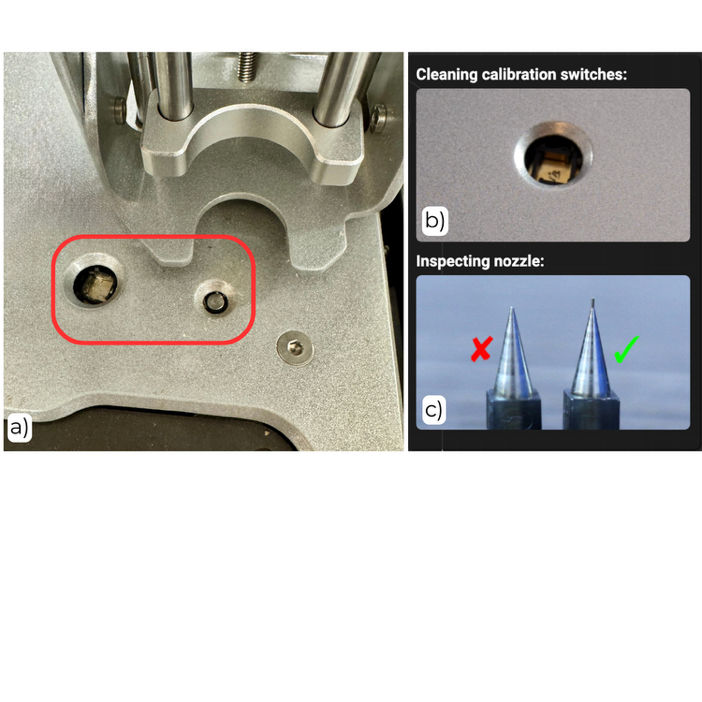 Cleaning calibration switches:
b)
Inspecting nozzle:
c)
a)